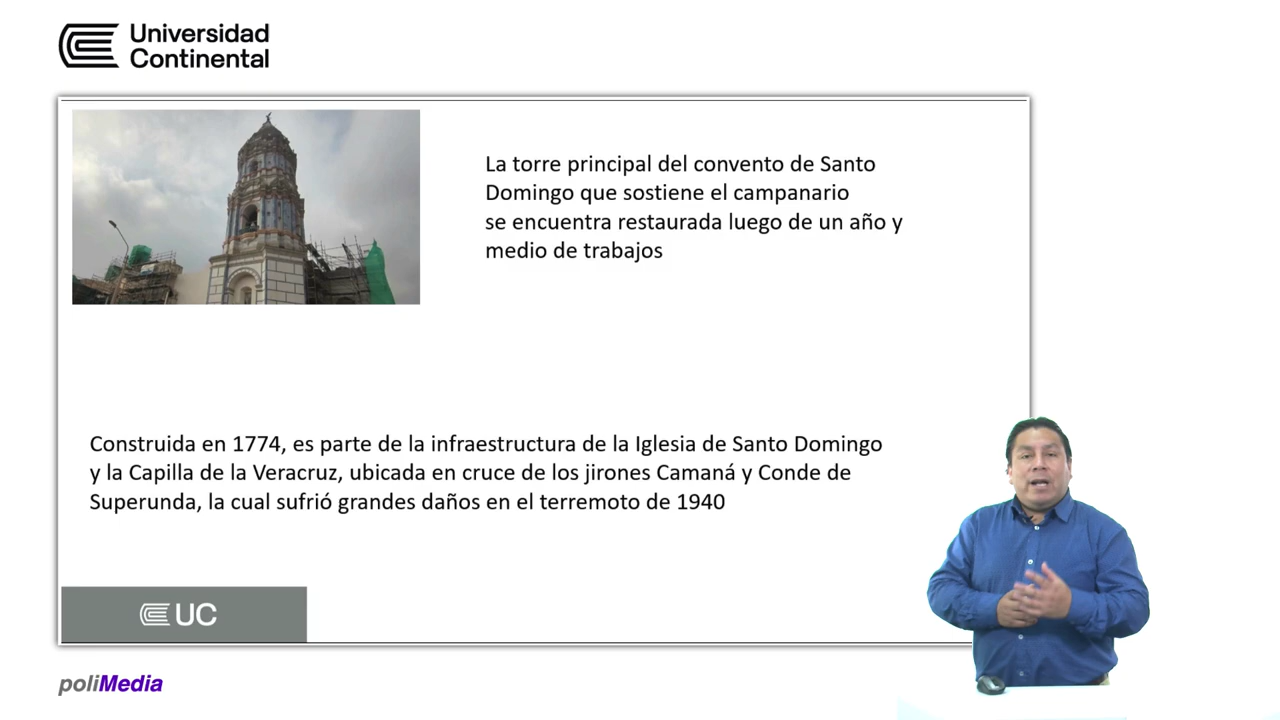 Universidad
Continental
La torre principal del convento de Santo
Domingo que sostiene el campanario
se encuentra restaurada luego de un año y
medio de trabajos
Construida en 1774, es parte de la infraestructura de la Iglesia de Santo Domingo
y la Capilla de la Veracruz, ubicada en cruce de los jirones Camaná y Conde de
Superunda, la cual sufrió grandes daños en el terremoto de 1940
UC
poliMedia